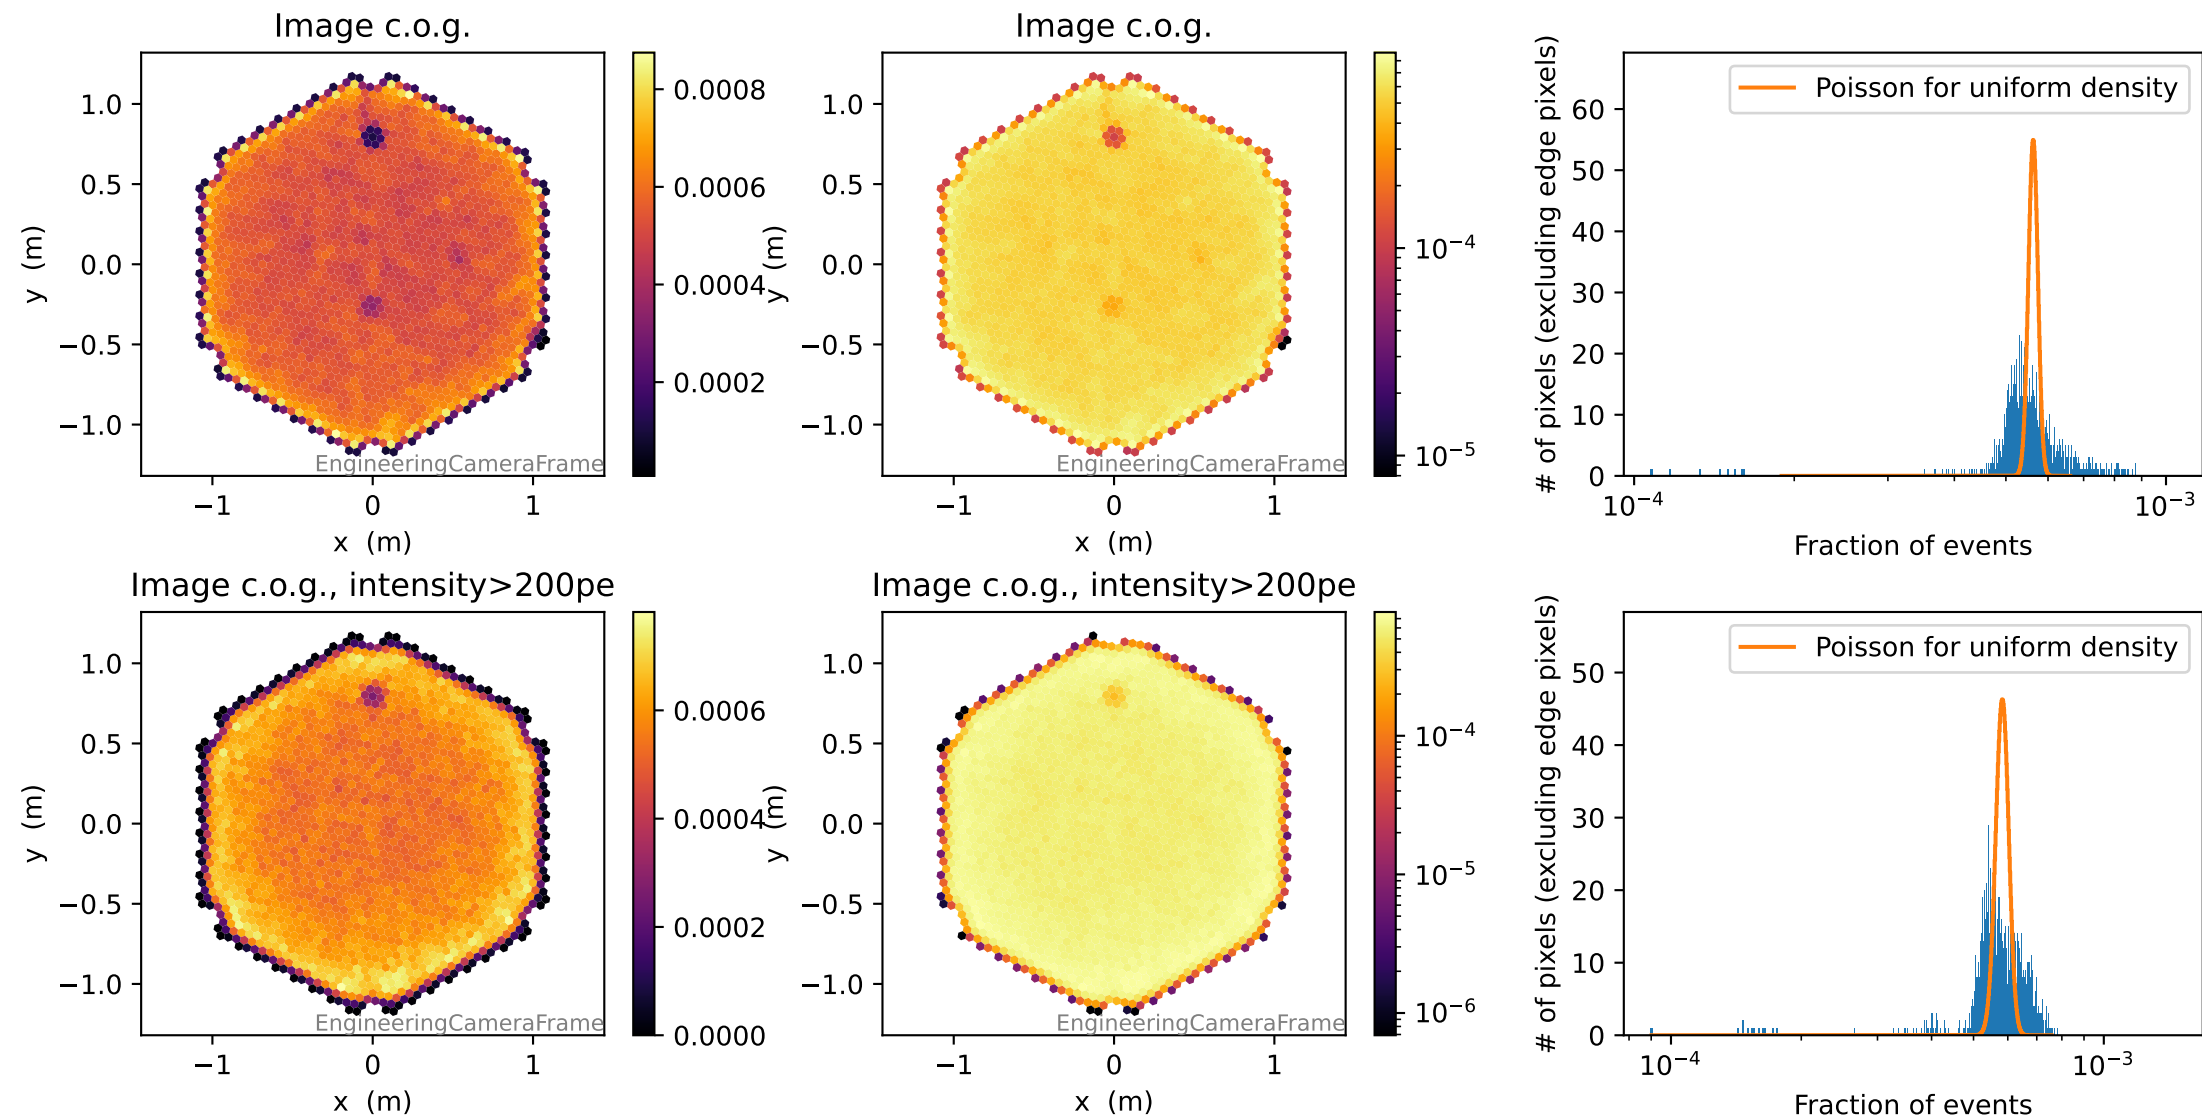 Image c.o.g.
y (m)
1.0
0.5
0.0
−0.5
−1.0
−1
0
1
x (m)
EngineeringCameraFrame
0.0008
0.0006
0.0004
0.0002
Image c.o.g.
y (m)
1.0
0.5
0.0
−0.5
−1.0
−1
0
1
x (m)
EngineeringCameraFrame
10⁻⁴
10⁻⁵
# of pixels (excluding edge pixels)
60
50
40
30
20
10
0
Poisson for uniform density
10⁻⁴
10⁻³
Fraction of events
Image c.o.g., intensity>200pe
y (m)
1.0
0.5
0.0
−0.5
−1.0
−1
0
1
x (m)
EngineeringCameraFrame
0.0006
0.0004
0.0002
0.0000
Image c.o.g., intensity>200pe
y (m)
1.0
0.5
0.0
−0.5
−1.0
−1
0
1
x (m)
EngineeringCameraFrame
10⁻⁴
10⁻⁵
10⁻⁶
# of pixels (excluding edge pixels)
50
40
30
20
10
0
Poisson for uniform density
10⁻⁴
10⁻³
Fraction of events